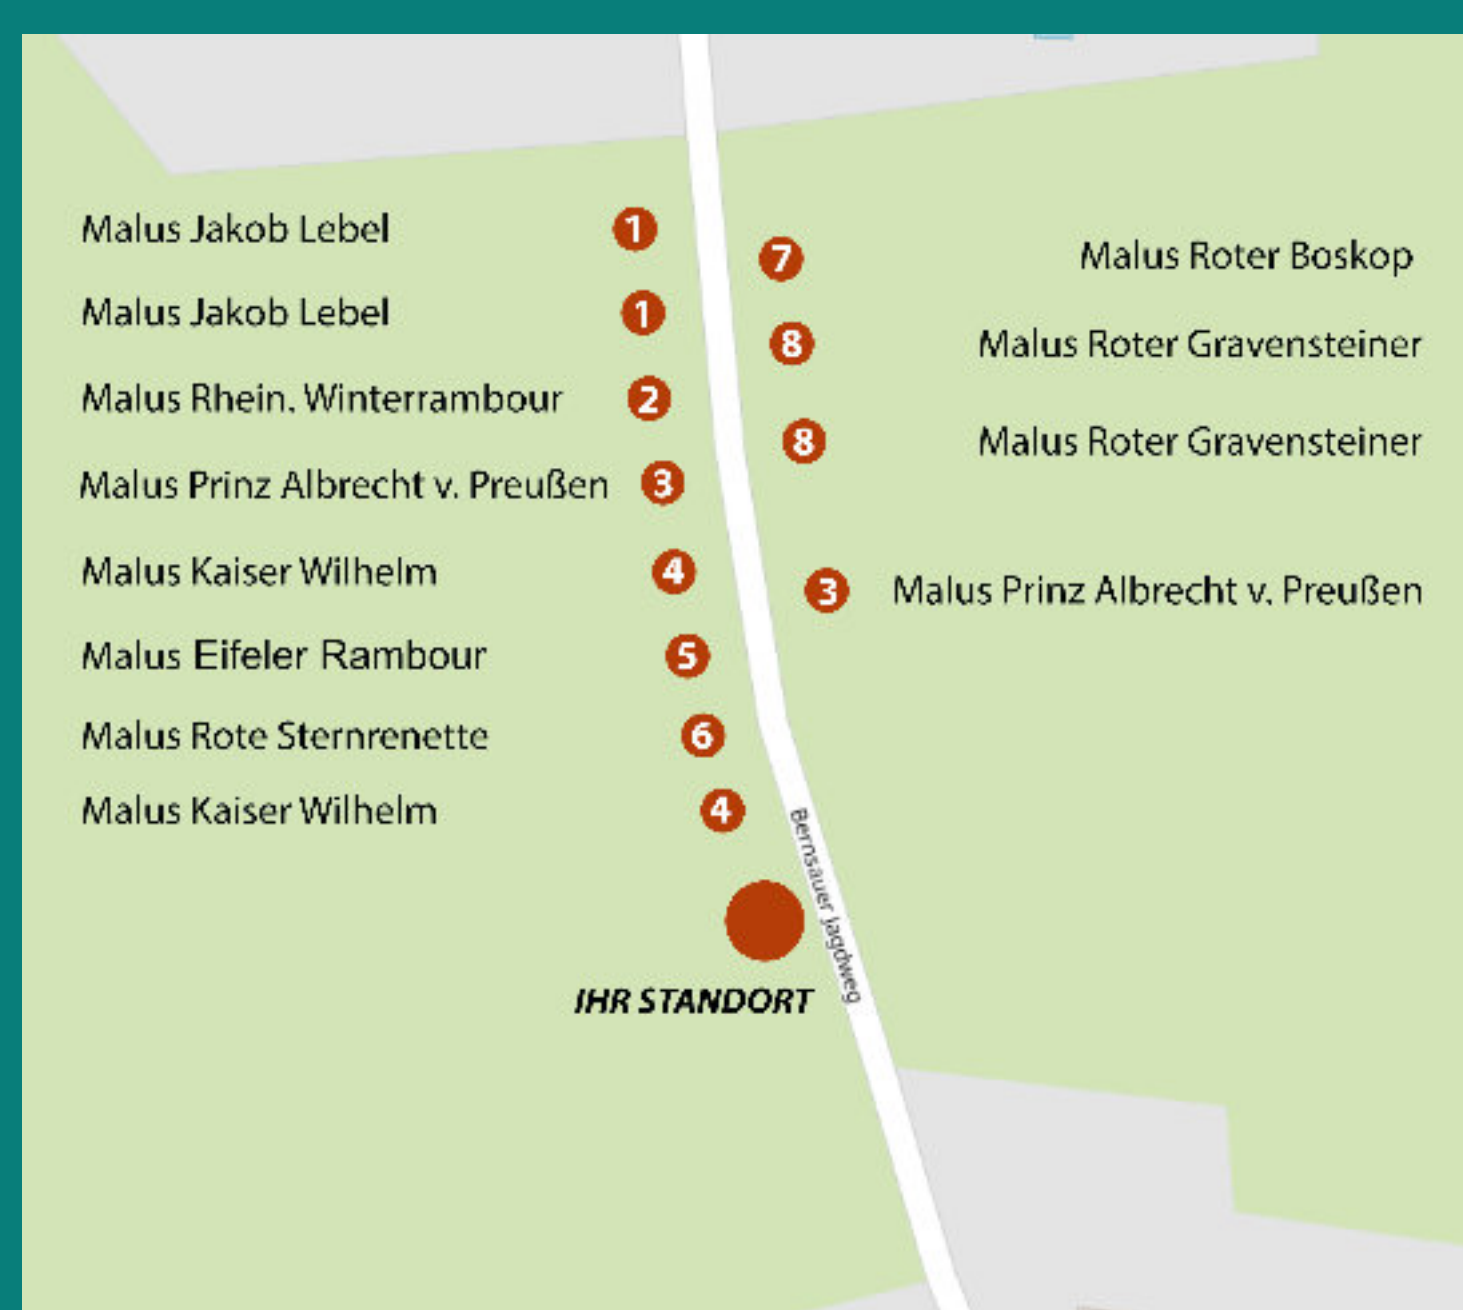 Malus Jakob Lebel 1
7 Malus Roter Boskop
Malus Jakob Lebel 1
8 Malus Roter Gravensteiner
Malus Rhein. Winterrambour 2
8 Malus Roter Gravensteiner
Malus Prinz Albrecht v. Preußen 3
Malus Kaiser Wilhelm 4
3 Malus Prinz Albrecht v. Preußen
Malus Eifeler Rambour 5
Malus Rote Sternrenette 6
Malus Kaiser Wilhelm 4
Bernsauer Jagdweg
IHR STANDORT